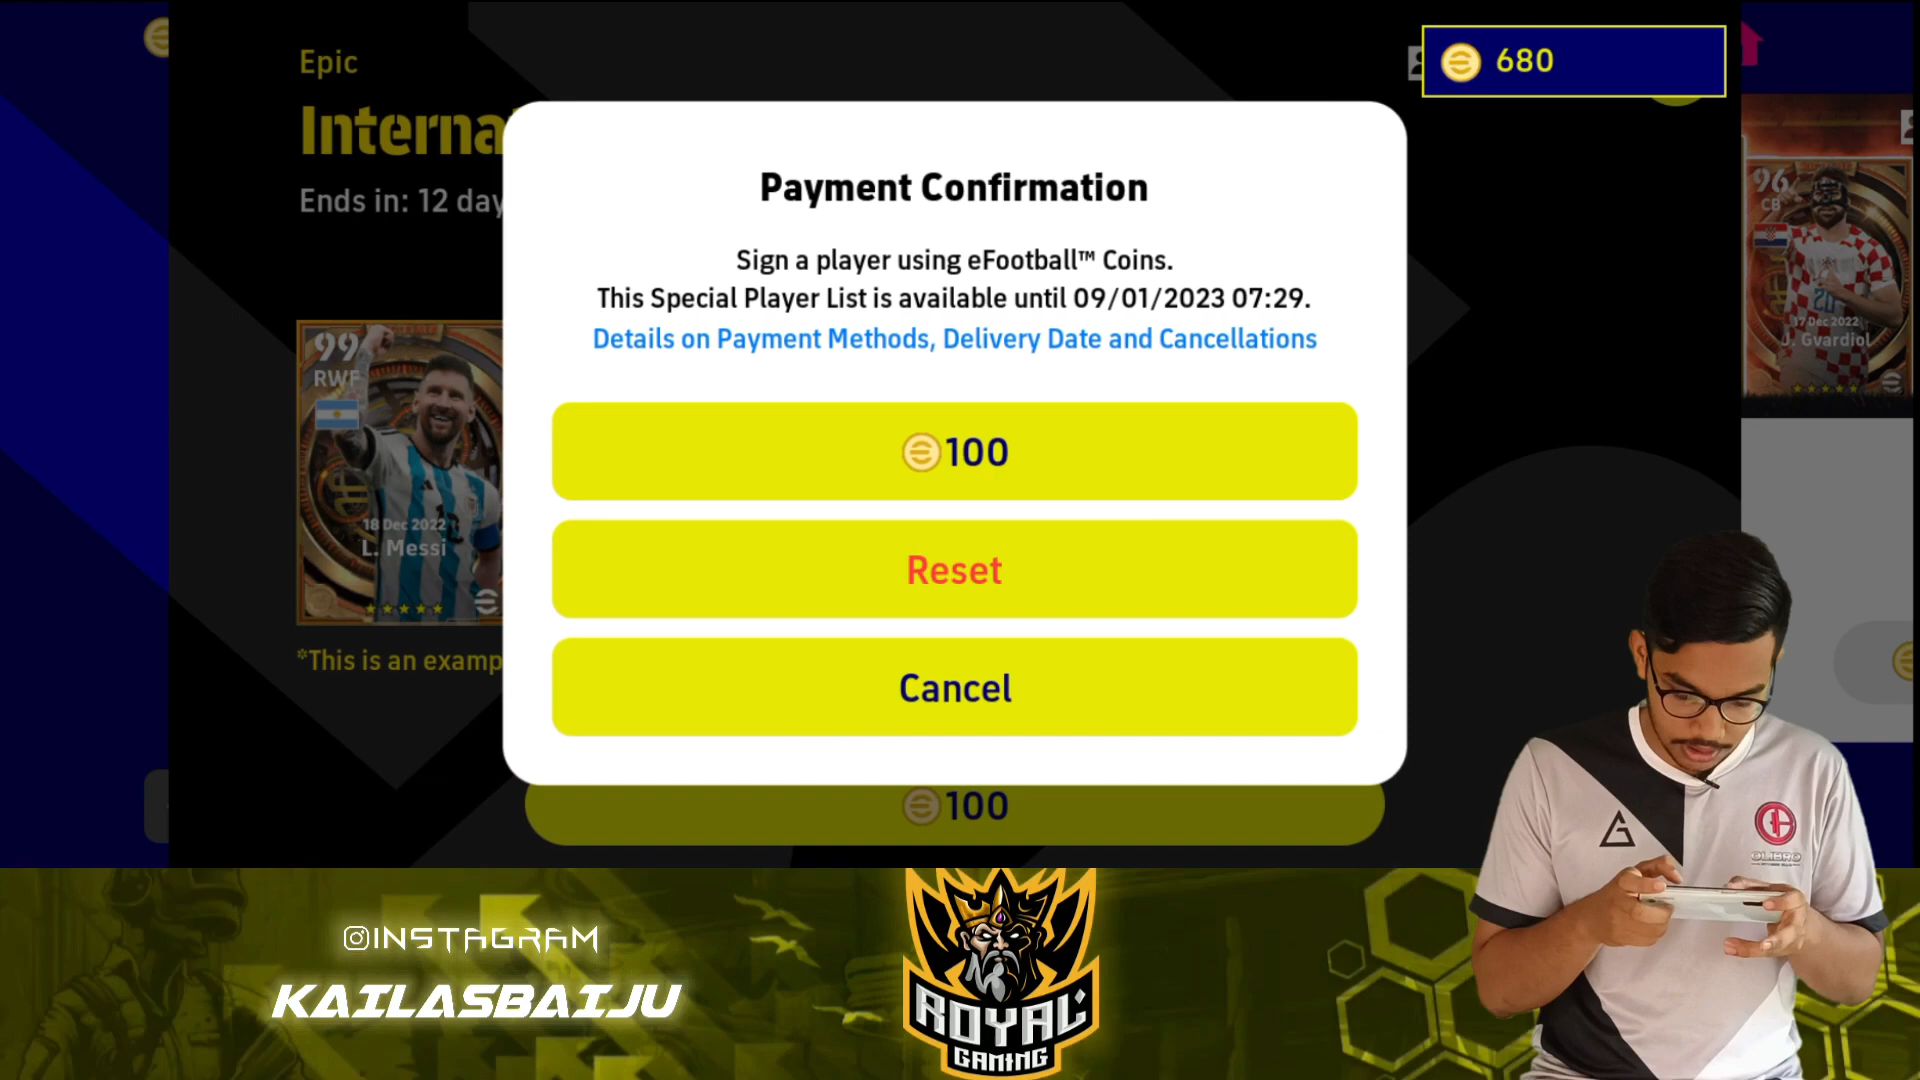 Epic
Interna
Ends in: 12 day
680
Payment Confirmation
Sign a player using eFootball™ Coins.
This Special Player List is available until 09/01/2023 07:29.
Details on Payment Methods, Delivery Date and Cancellations
100
Reset
Cancel
100
99
RWF
18 Dec 2022
L. Messi
*This is an examp
96
CB
17 Dec 2022
J. Gvardiol
INSTAGRAM
KAILASBAIJU
ROYAL
GAMING
OLIBRO